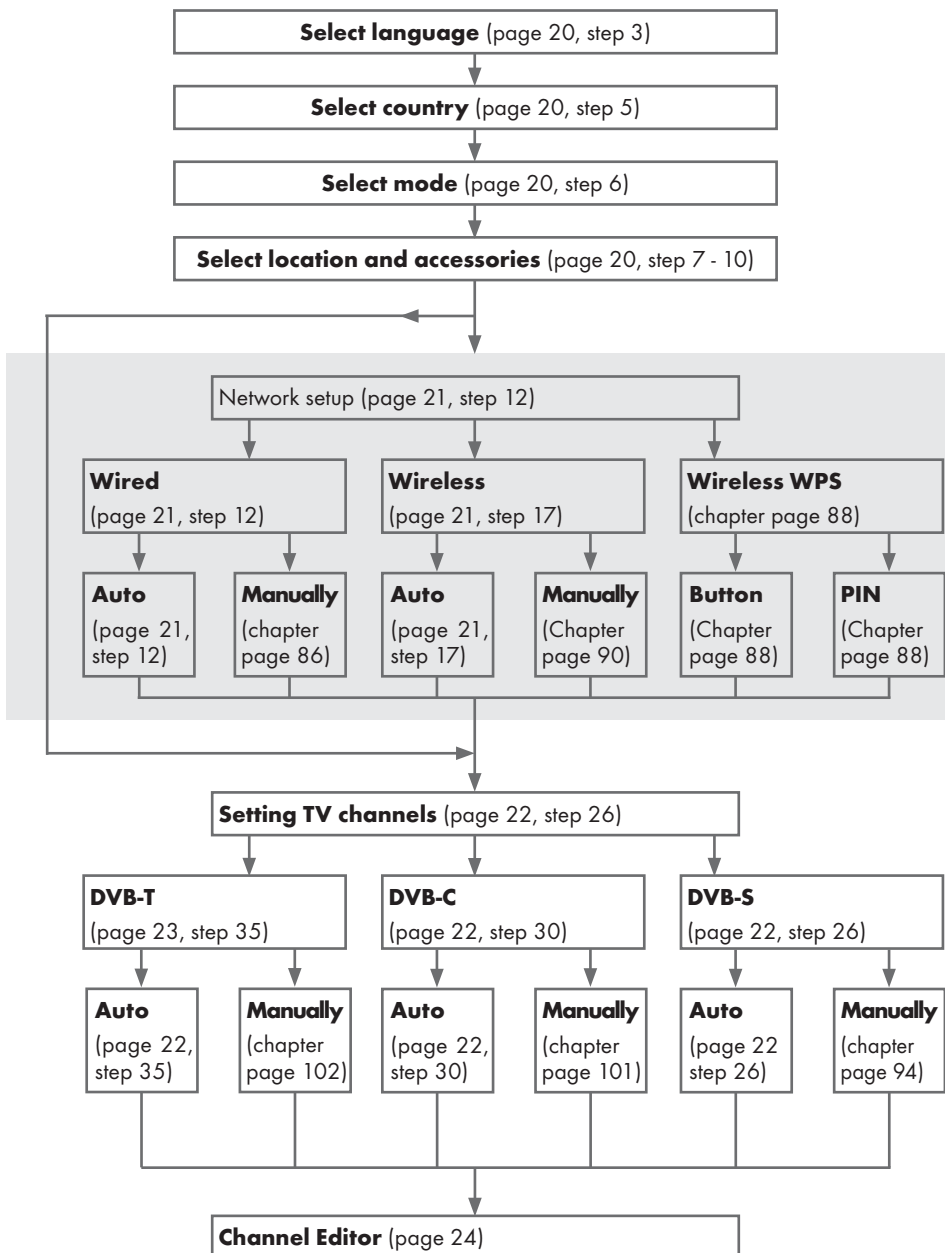 Select language (page 20, step 3)
Select country (page 20, step 5)
Select mode (page 20, step 6)
Select location and accessories (page 20, step 7 - 10)
Network setup (page 21, step 12)
Wired
(page 21, step 12)
Wireless
(page 21, step 17)
Wireless WPS
(chapter page 88)
Auto
(page 21,
step 12)
Manually
(chapter
page 86)
Auto
(page 21,
step 17)
Manually
(Chapter
page 90)
Button
(Chapter
page 88)
PIN
(Chapter
page 88)
Setting TV channels (page 22, step 26)
DVB-T
(page 23, step 35)
DVB-C
(page 22, step 30)
DVB-S
(page 22, step 26)
Auto
(page 22,
step 35)
Manually
(chapter
page 102)
Auto
(page 22,
step 30)
Manually
(chapter
page 101)
Auto
(page 22
step 26)
Manually
(chapter
page 94)
Channel Editor (page 24)